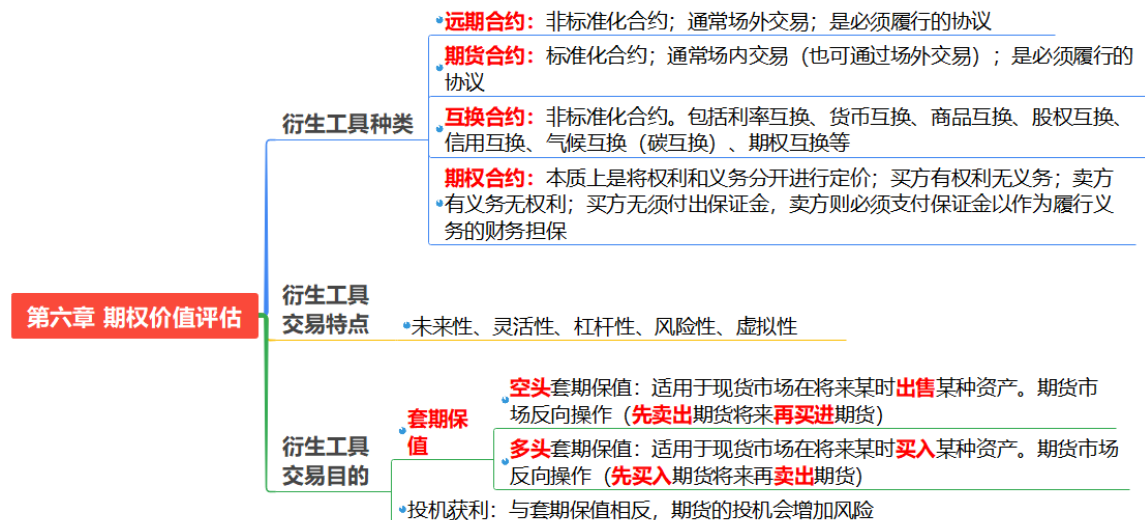 远期合约：非标准化合约；通常场外交易；是必须履行的协议
期货合约：标准化合约；通常场内交易（也可通过场外交易）；是必须履行的
协议
衍生工具种类
互换合约：非标准化合约。包括利率互换、货币互换、商品互换、股权互换、
信用互换、气候互换（碳互换）、期权互换等
期权合约：本质上是将权利和义务分开进行定价；买方有权利无义务；卖方
有义务无权利；买方无须付出保证金，卖方则必须支付保证金以作为履行义
务的财务担保
第六章 期权价值评估
衍生工具
交易特点
未来性、灵活性、杠杆性、风险性、虚拟性
衍生工具
交易目的
套期保
值
空头套期保值：适用于现货市场在将来某时出售某种资产。期货市
场反向操作（先卖出期货将来再买进期货）
多头套期保值：适用于现货市场在将来某时买入某种资产。期货市场
反向操作（先买入期货将来再卖出期货）
投机获利：与套期保值相反，期货的投机会增加风险